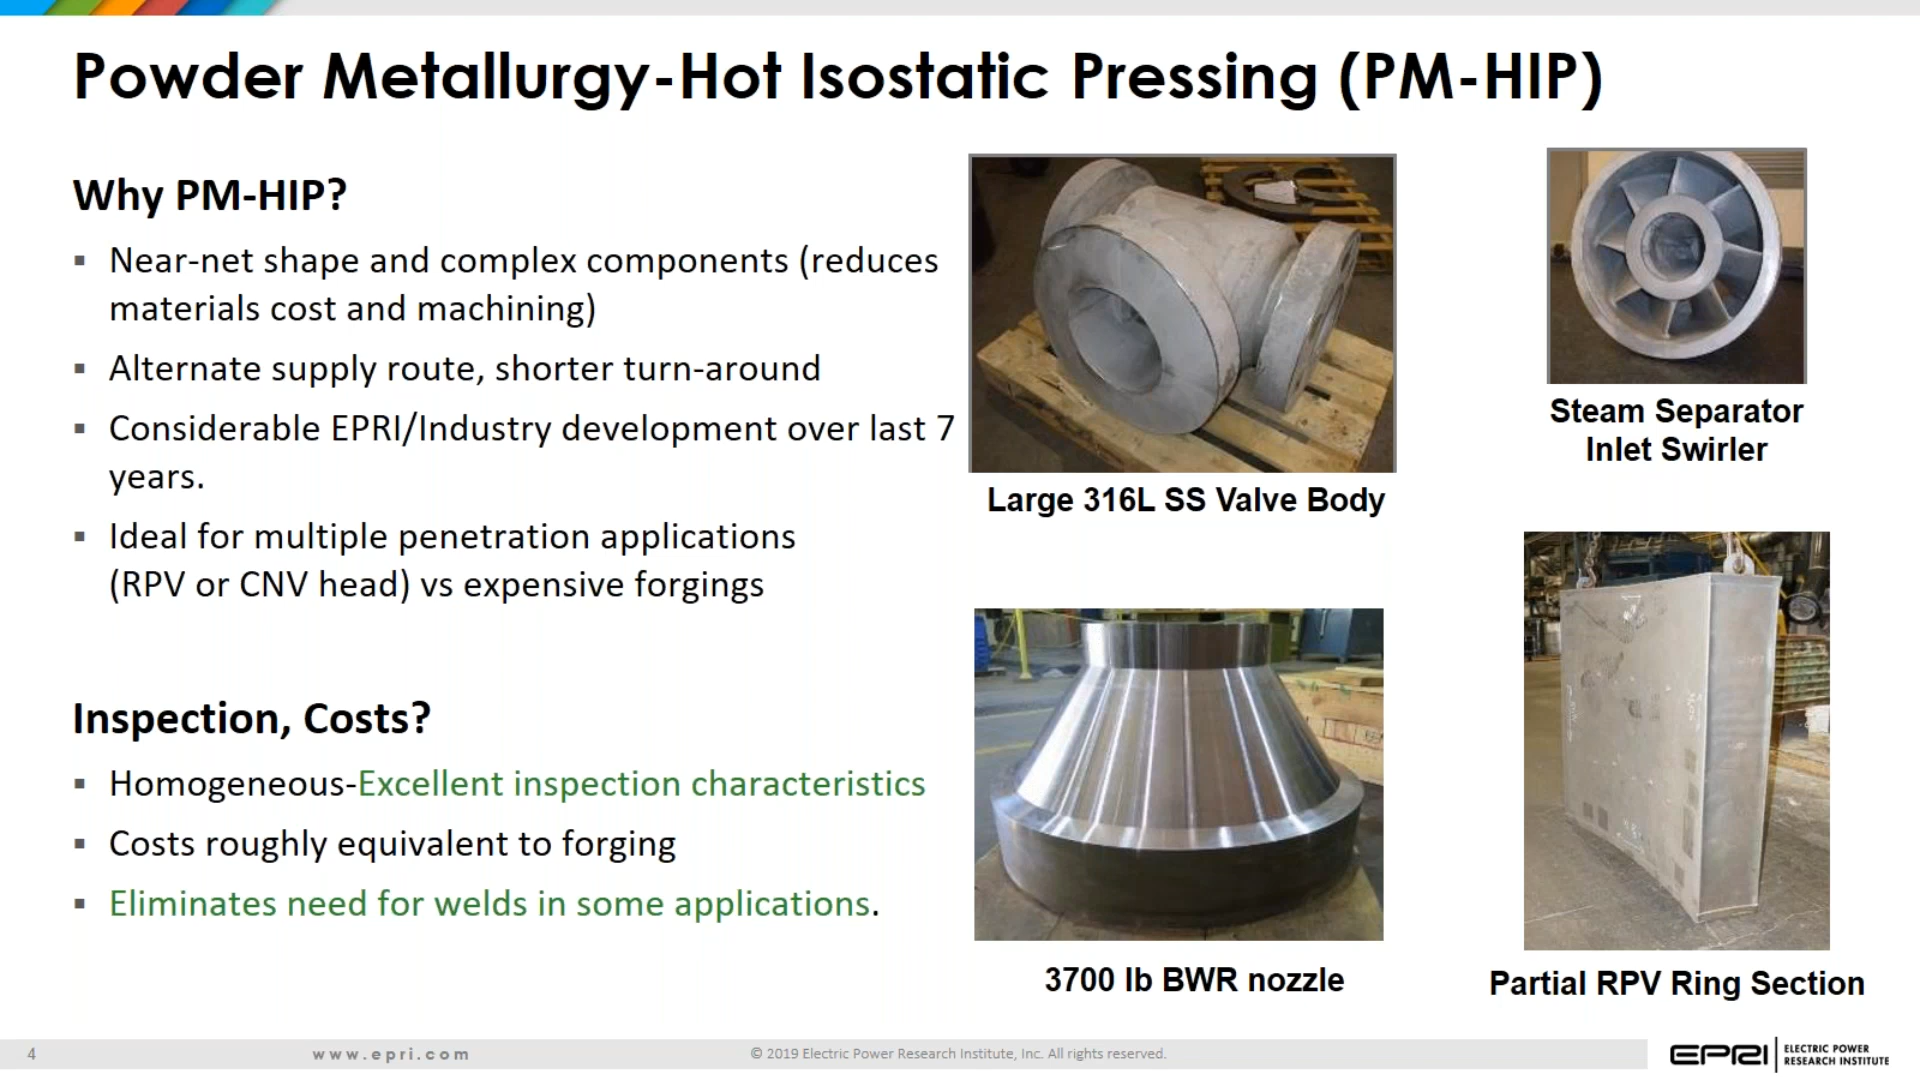 Powder Metallurgy-Hot Isostatic Pressing (PM-HIP)
Why PM-HIP?
▪ Near-net shape and complex components (reduces
materials cost and machining)
▪ Alternate supply route, shorter turn-around
▪ Considerable EPRI/Industry development over last 7
years.
▪ Ideal for multiple penetration applications
(RPV or CNV head) vs expensive forgings
Inspection, Costs?
▪ Homogeneous-Excellent inspection characteristics
▪ Costs roughly equivalent to forging
▪ Eliminates need for welds in some applications.
Large 316L SS Valve Body
Steam Separator
Inlet Swirler
3700 lb BWR nozzle
Partial RPV Ring Section
4
www.epri.com
© 2019 Electric Power Research Institute, Inc. All rights reserved.
EPRI
ELECTRIC POWER
RESEARCH INSTITUTE